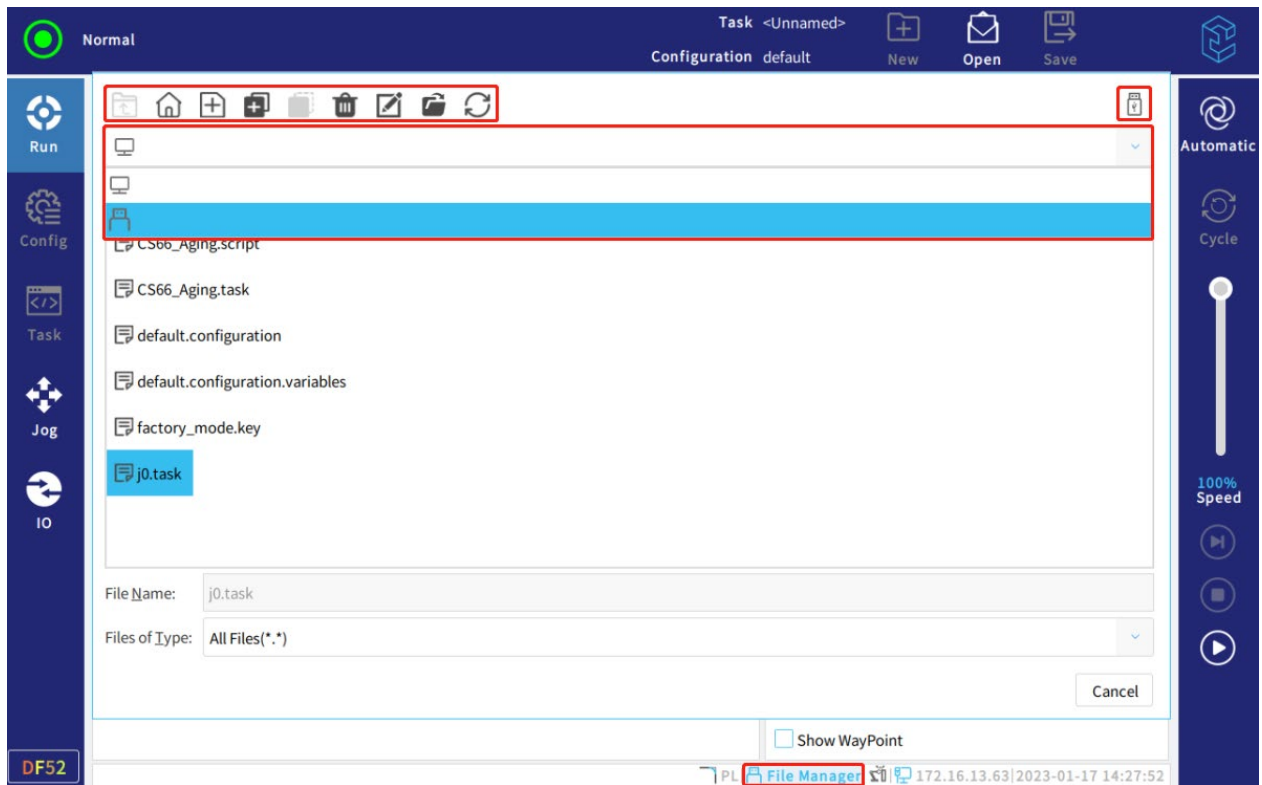 Normal
Task <Unnamed>
Configuration default
New
Open
Save
Run
Config
Task
Jog
IO
DF52
CS66_Aging.script
CS66_Aging.task
default.configuration
default.configuration.variables
factory_mode.key
j0.task
File Name: j0.task
Files of Type: All Files(*.*)
Cancel
Show WayPoint
PL File Manager 172.16.13.63|2023-01-17 14:27:52
Automatic
Cycle
100%
Speed